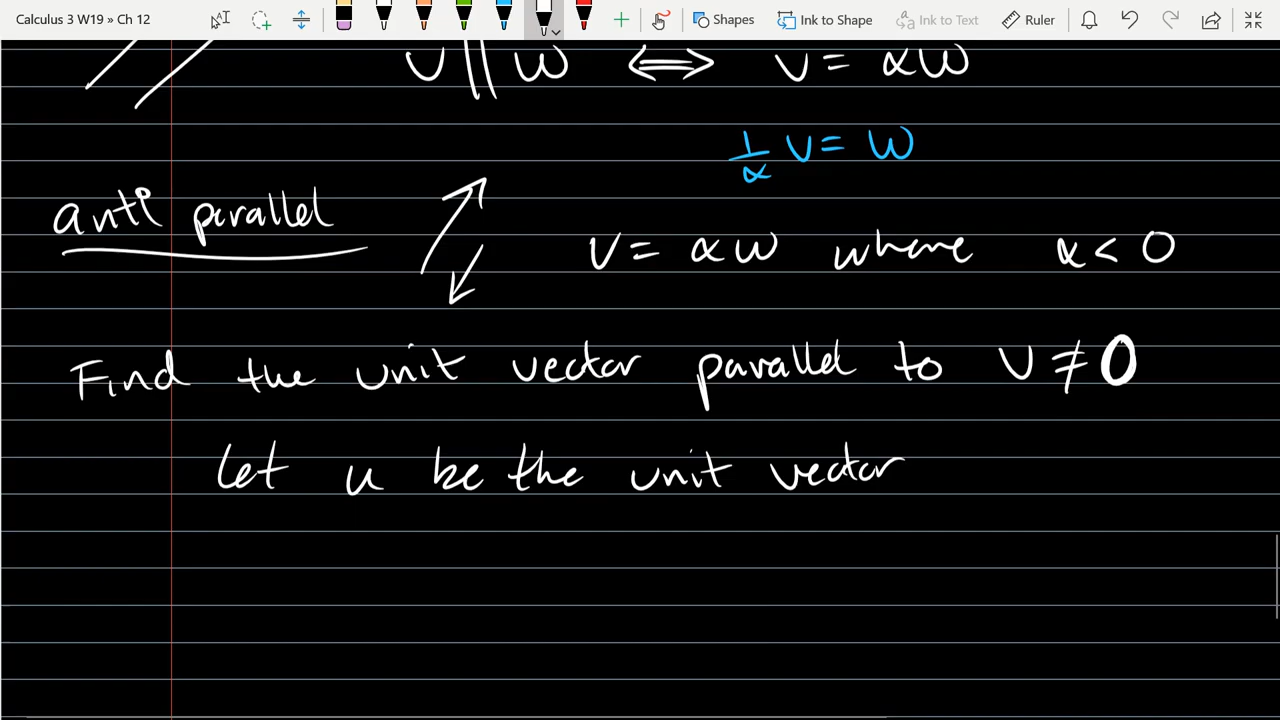 Calculus 3 W19 » Ch 12
Shapes
Ink to Shape
Ink to Text
Ruler
v || w ⟺ v = αw
1/α v = w
anti parallel
v = αw where α < 0
Find the unit vector parallel to v ≠ 0
Let u be the unit vector